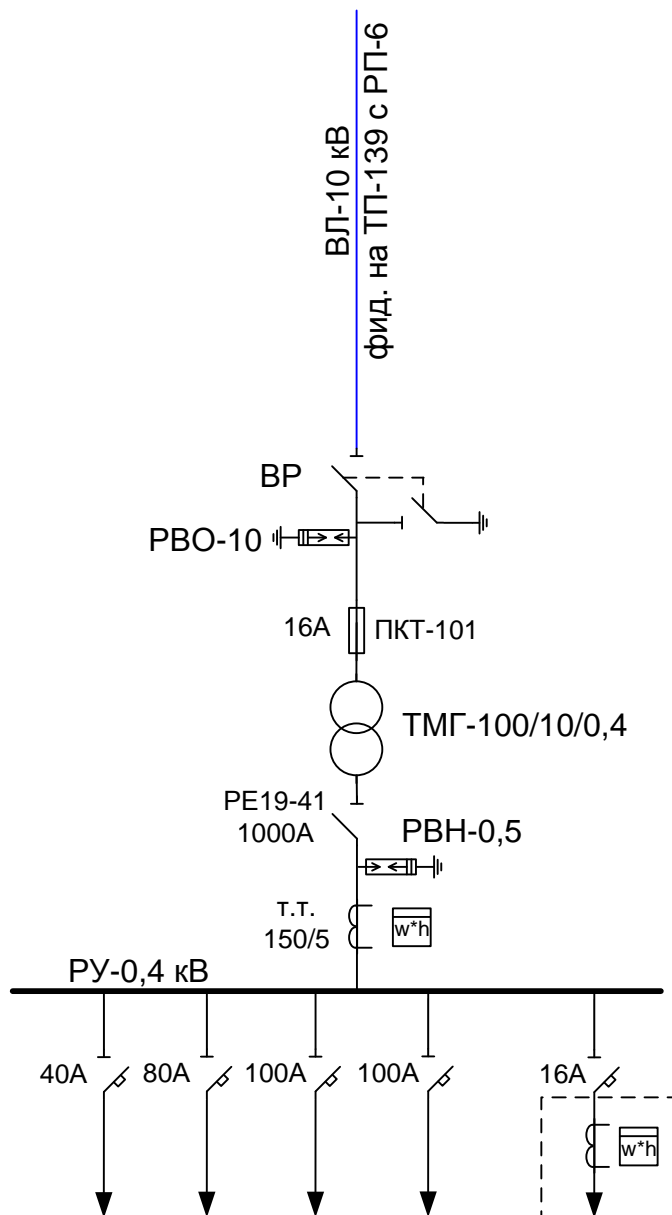 ВЛ-10 кВ
фид. на ТП-139 с РП-6
ВР
РВО-10
16А
ПКТ-101
ТМГ-100/10/0,4
РЕ19-41
1000А
РВН-0,5
т.т.
150/5
w*h
РУ-0,4 кВ
40А
80А
100А
100А
16А
w*h